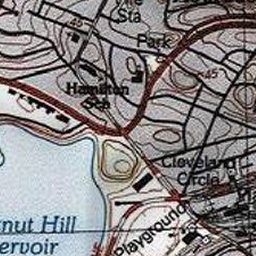 Sta
Park
45
45
Hamilton
Sch
Cleveland
Circle
Playground
nut Hill
ervoir